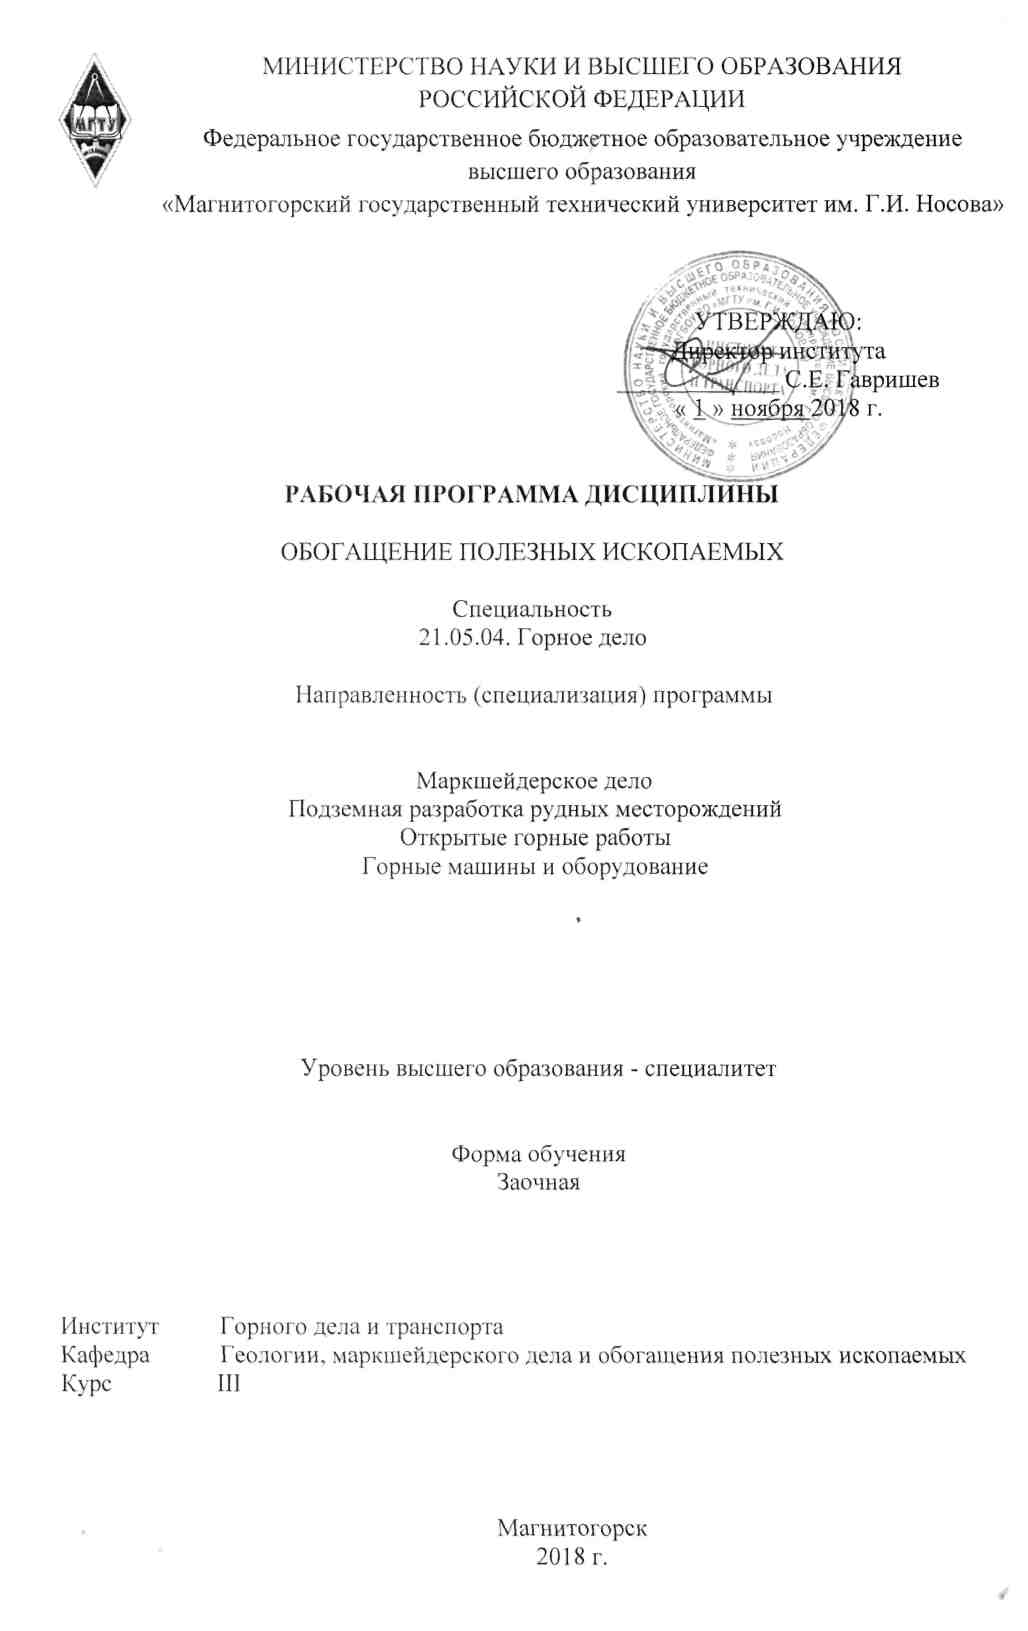 МИНИСТЕРСТВО НАУКИ И ВЫСШЕГО ОБРАЗОВАНИЯ
РОССИЙСКОЙ ФЕДЕРАЦИИ
Федеральное государственное бюджетное образовательное учреждение
высшего образования
«Магнитогорский государственный технический университет им. Г.И. Носова»
МГТУ
УТВЕРЖДАЮ:
Директор института
С.Е. Гавришев
« 1 » ноября 2018 г.
РАБОЧАЯ ПРОГРАММА ДИСЦИПЛИНЫ
ОБОГАЩЕНИЕ ПОЛЕЗНЫХ ИСКОПАЕМЫХ
Специальность
21.05.04. Горное дело
Направленность (специализация) программы
Маркшейдерское дело
Подземная разработка рудных месторождений
Открытые горные работы
Горные машины и оборудование
Уровень высшего образования - специалитет
Форма обучения
Заочная
Институт Горного дела и транспорта
Кафедра Геологии, маркшейдерского дела и обогащения полезных ископаемых
Курс III
Магнитогорск
2018 г.